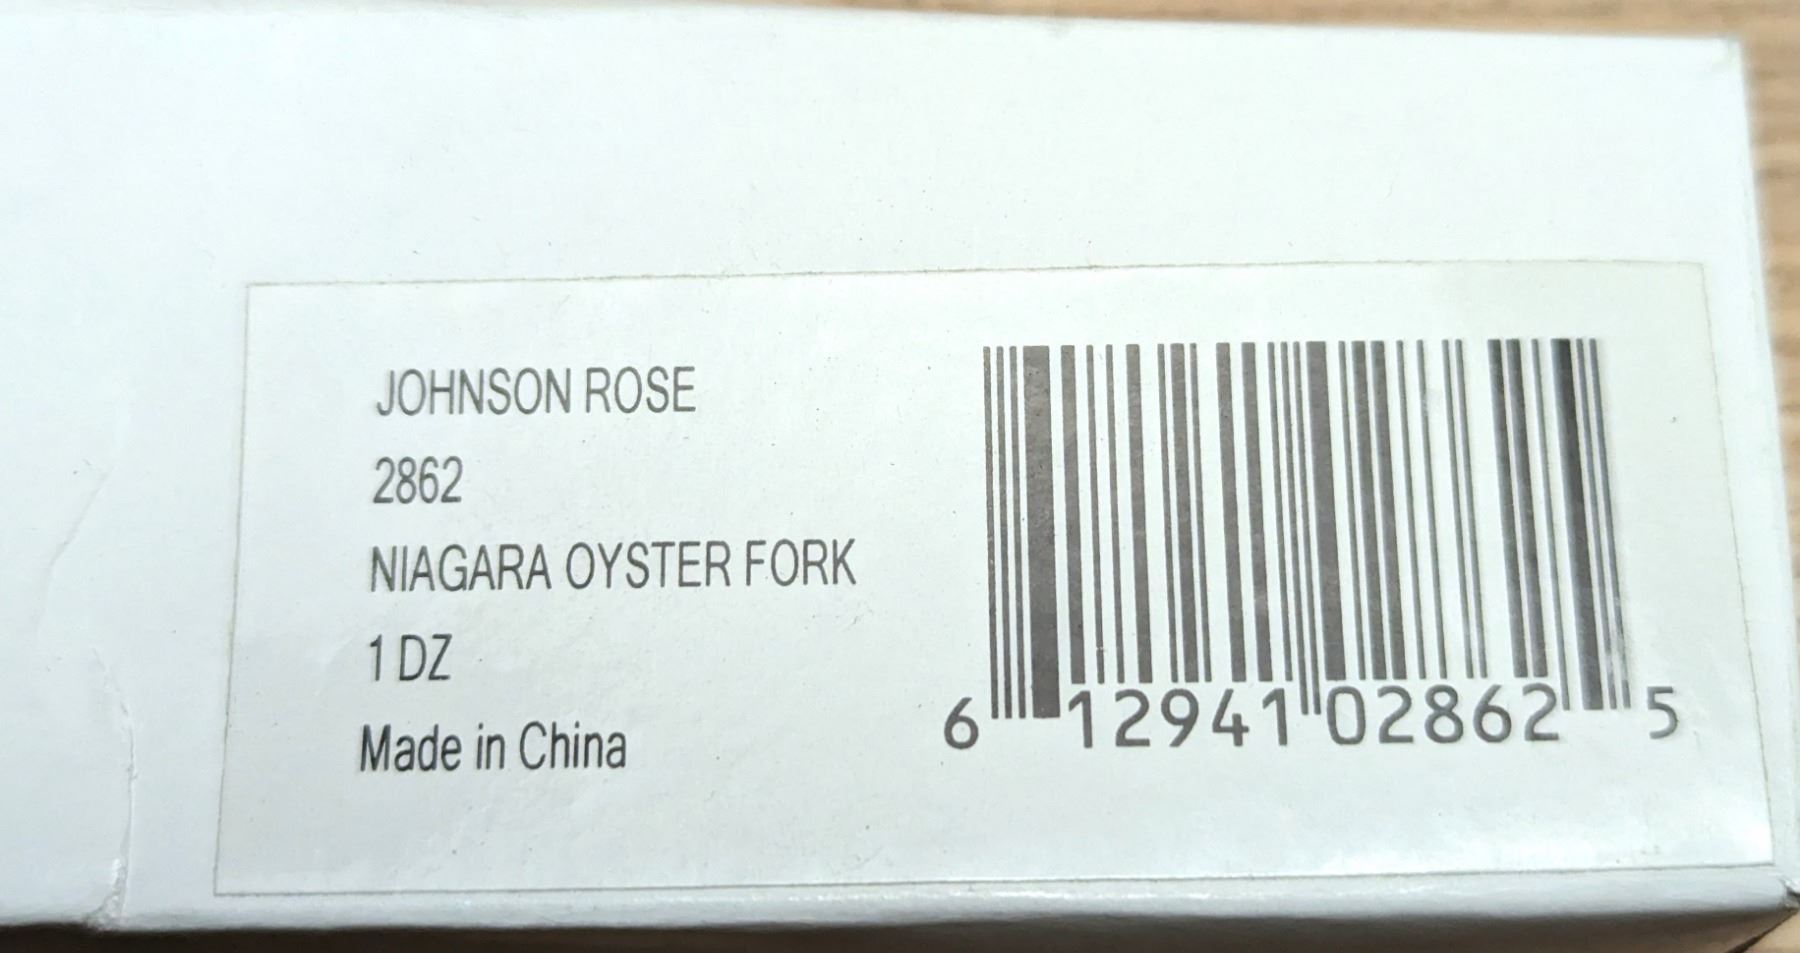 JOHNSON ROSE
2862
NIAGARA OYSTER FORK
1 DZ
Made in China
6 12941 02862 5